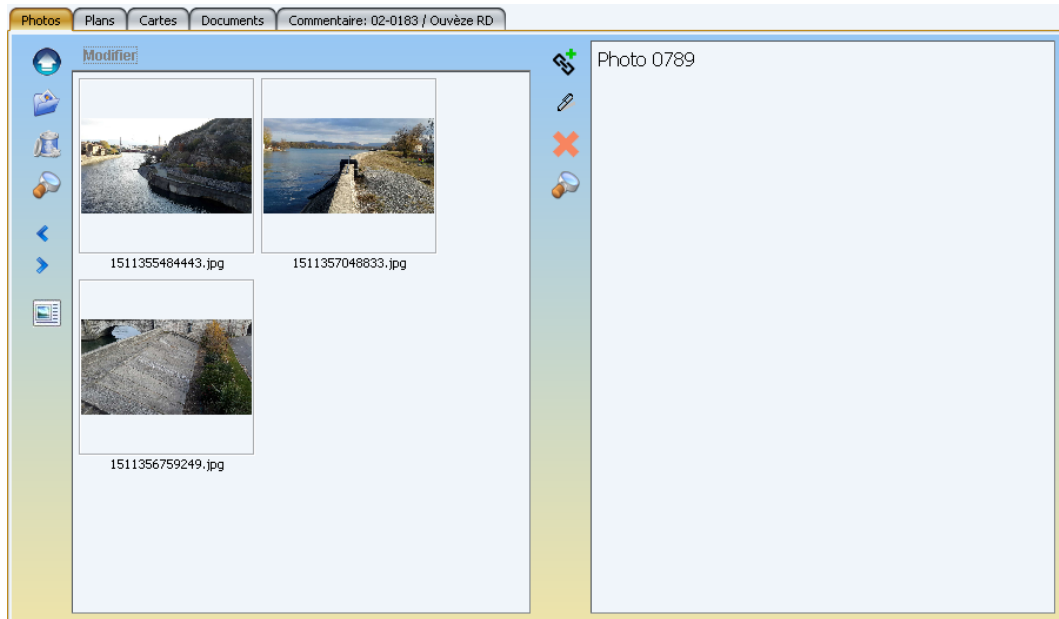 Photos Plans Cartes Documents Commentaire: 02-0183 / Ouvèze RD
Modifier
1511355484443.jpg 1511357048833.jpg
1511356759249.jpg
Photo 0789